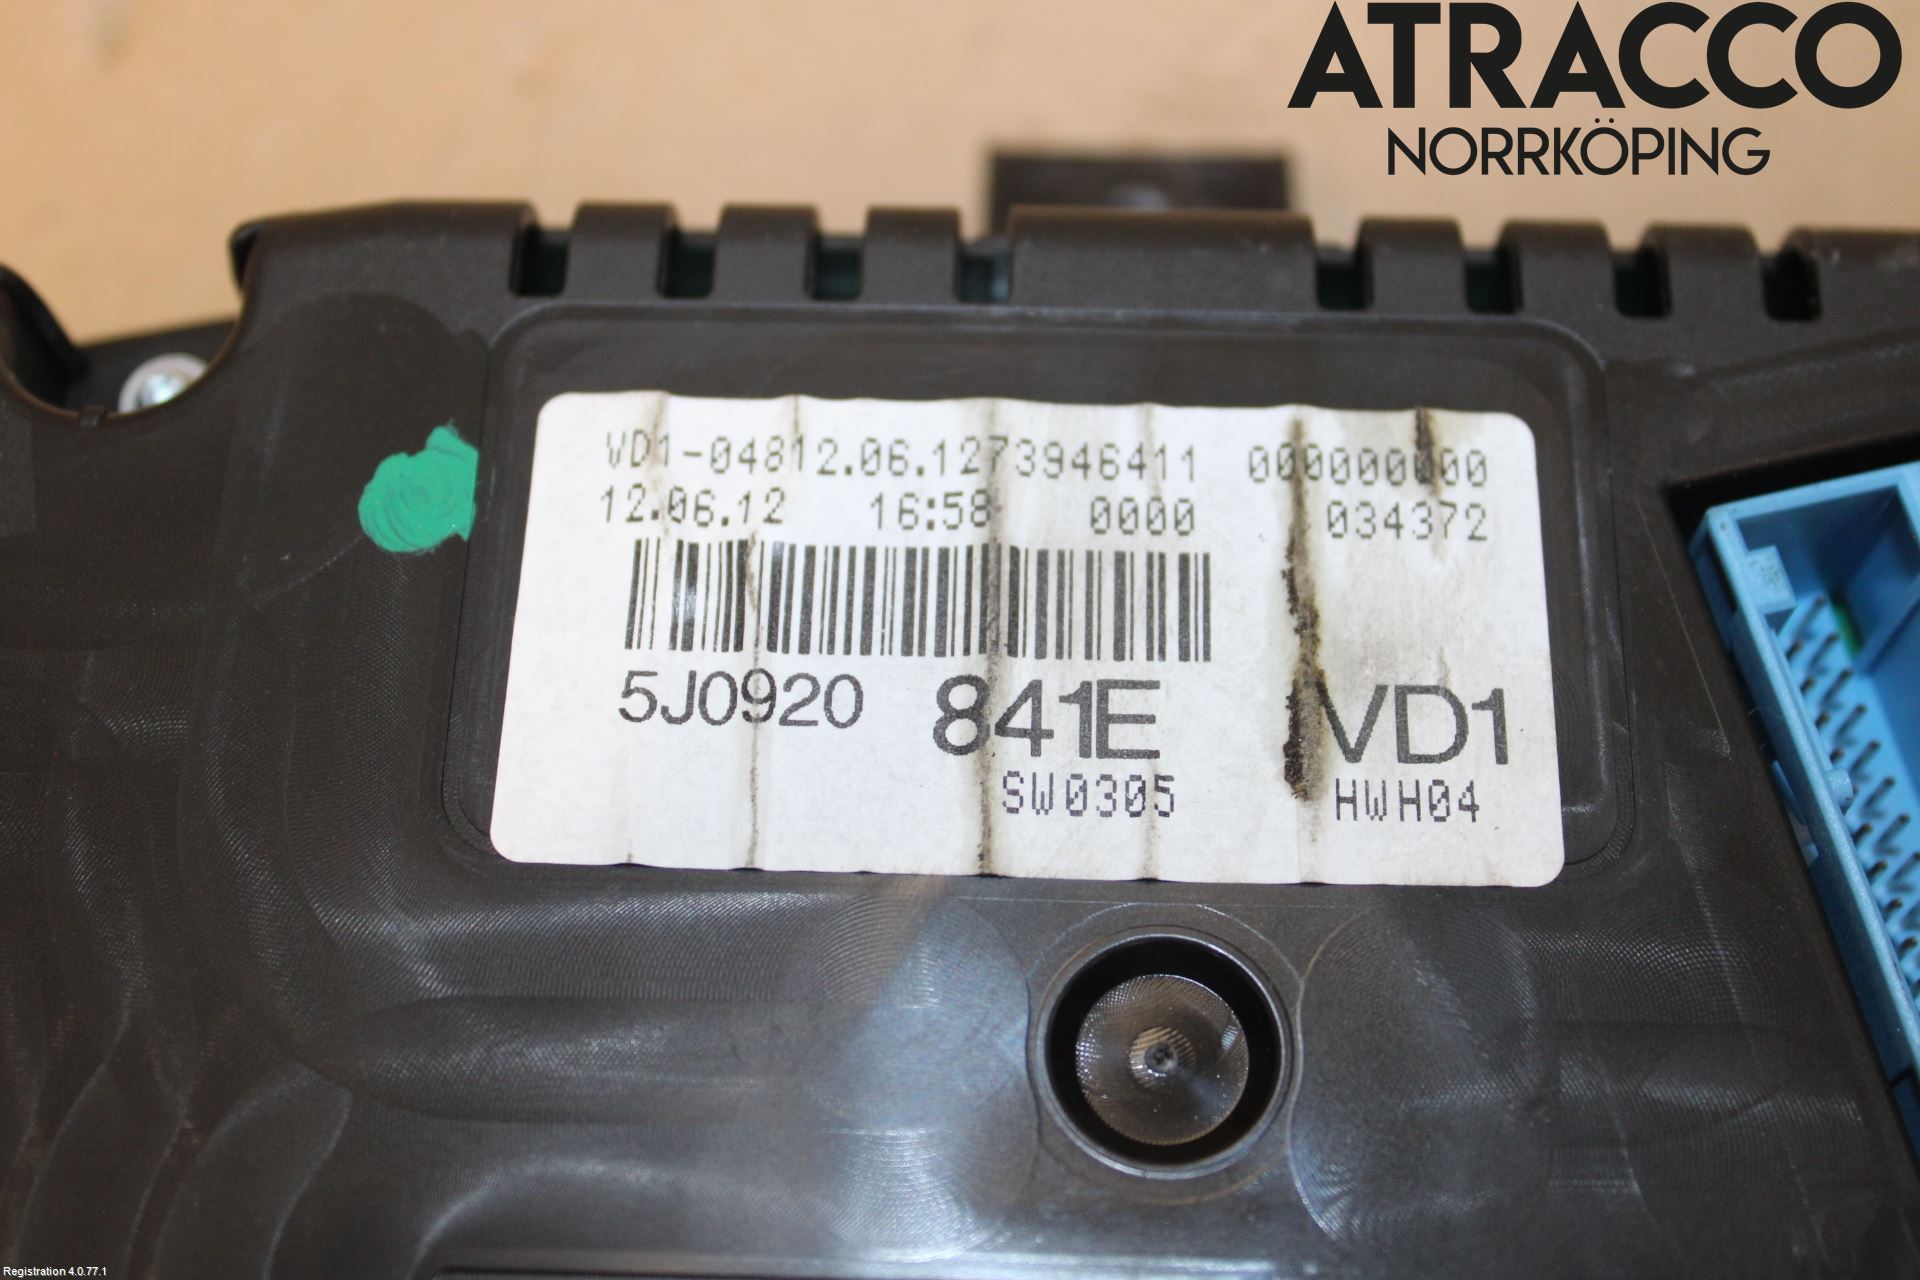 ATRACCO
NORRKÖPING
VD1-04812.06.1273946411 000000000
12.06.12 16:58 0000 034372
5J0920 841E VD1
SW0305 HWH04
Registration 4.0.77.1